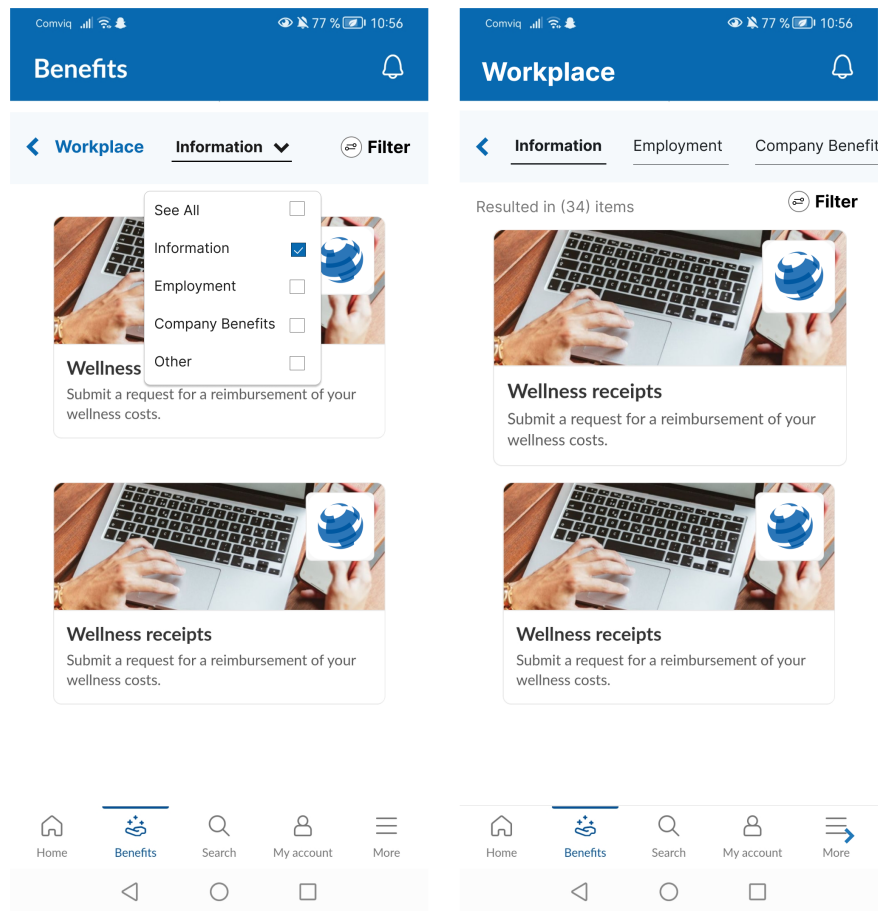 Comviq 77 % 10:56
Benefits
Workplace Information Filter
See All
Information
Employment
Company Benefits
Other
Wellness
Submit a request for a reimbursement of your
wellness costs.
Wellness receipts
Submit a request for a reimbursement of your
wellness costs.
Home Benefits Search My account More
Comviq 77 % 10:56
Workplace
Information Employment Company Benefit
Resulted in (34) items Filter
Wellness receipts
Submit a request for a reimbursement of your
wellness costs.
Wellness receipts
Submit a request for a reimbursement of your
wellness costs.
Home Benefits Search My account More